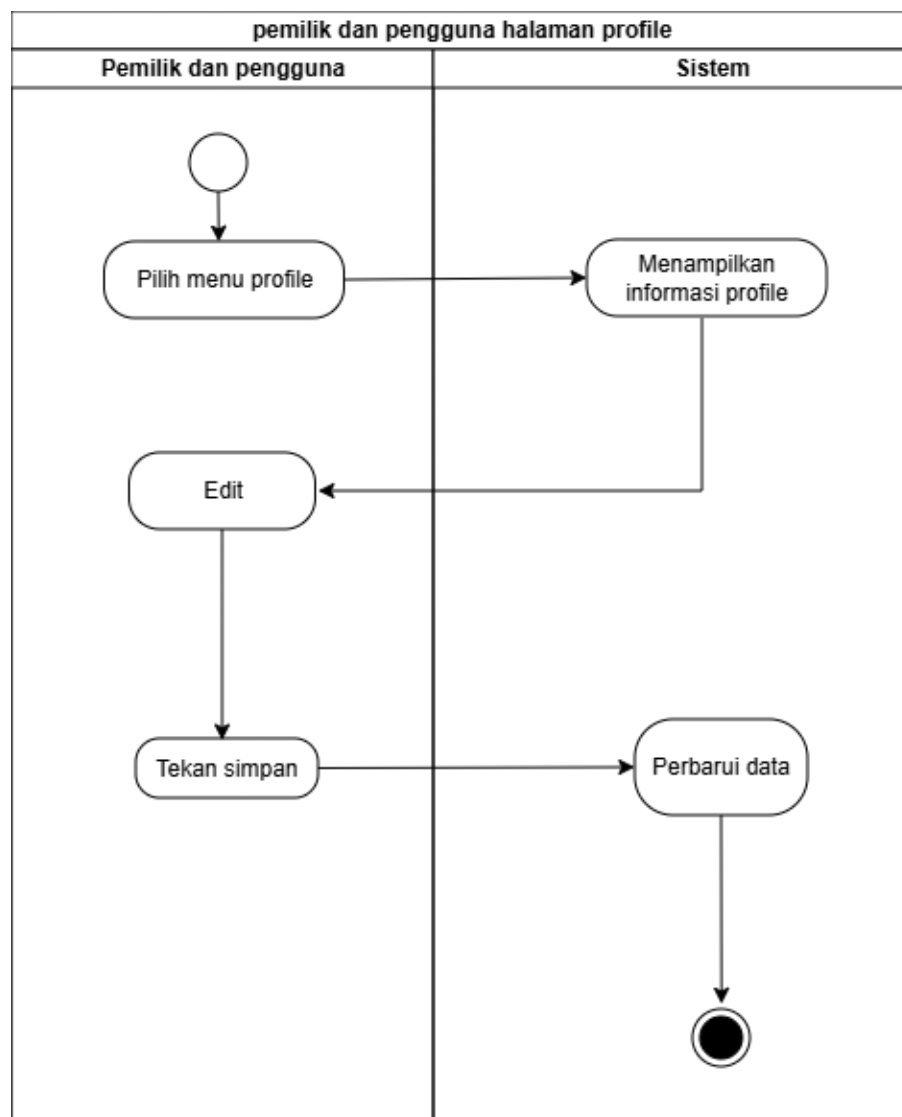 pemilik dan pengguna halaman profile
Pemilik dan pengguna
Sistem
Pilih menu profile
Menampilkan
informasi profile
Edit
Tekan simpan
Perbarui data